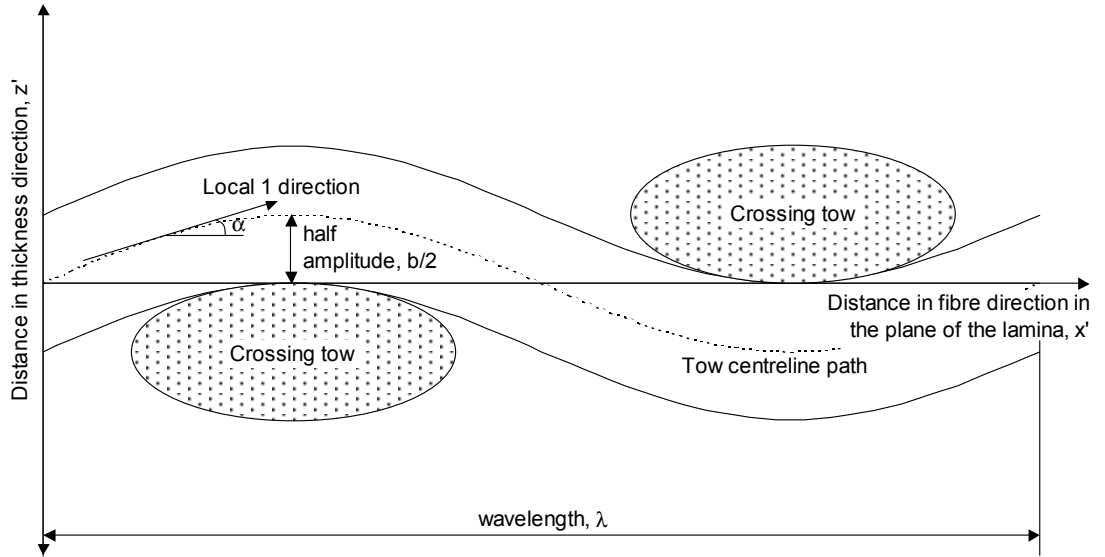 Distance in thickness direction, z'
Local 1 direction
α
half
amplitude, b/2
Crossing tow
Crossing tow
Distance in fibre direction in
the plane of the lamina, x'
Tow centreline path
wavelength, λ